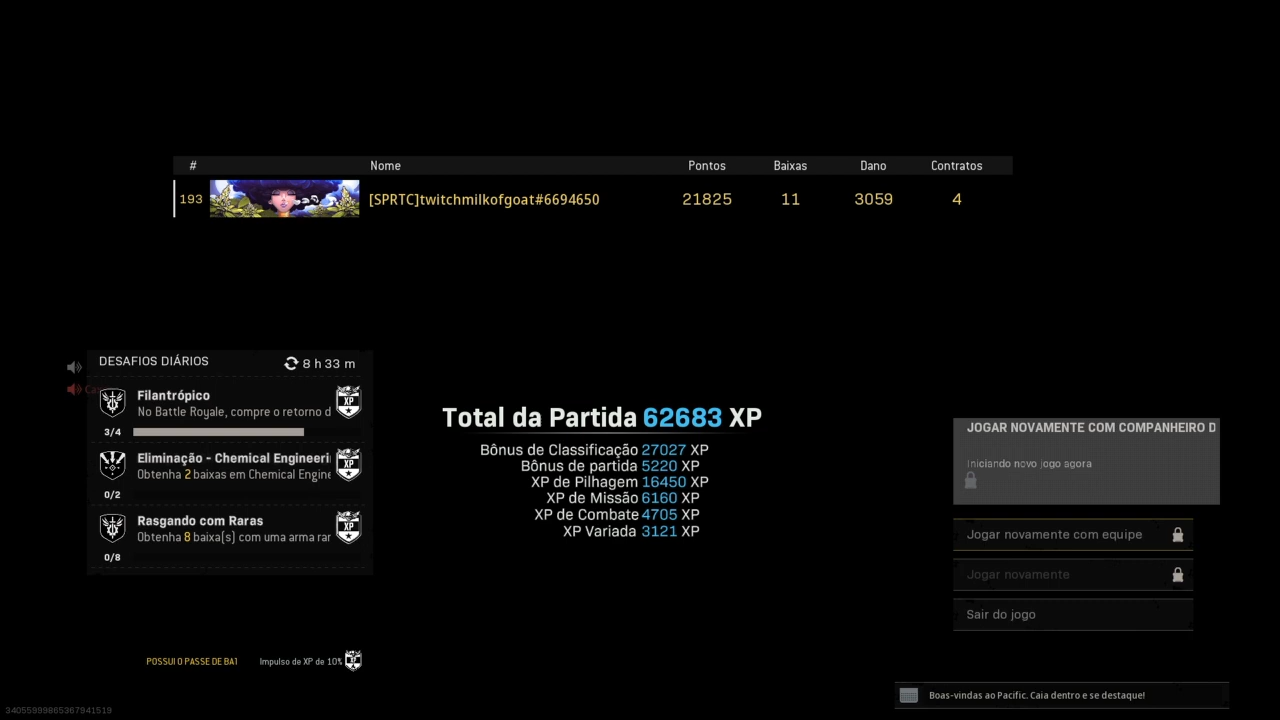 # Nome Pontos Baixas Dano Contratos
193 [SPRTC]twitchmilkofgoat#6694650 21825 11 3059 4
DESAFIOS DIÁRIOS 8 h 33 m
Filantrópico
No Battle Royale, compre o retorno d
XP
3/4
Eliminação - Chemical Engineeri
Obtenha 2 baixas em Chemical Engine
XP
0/2
Rasgando com Raras
Obtenha 8 baixa(s) com uma arma rar
XP
0/8
POSSUI O PASSE DE BAT
Impulso de XP de 10%
XP
Total da Partida 62683 XP
Bônus de Classificação 27027 XP
Bônus de partida 5220 XP
XP de Pilhagem 16450 XP
XP de Missão 6160 XP
XP de Combate 4705 XP
XP Variada 3121 XP
JOGAR NOVAMENTE COM COMPANHEIRO D
Iniciando novo jogo agora
Jogar novamente com equipe
Jogar novamente
Sair do jogo
Boas-vindas ao Pacific. Caia dentro e se destaque!
34055999865367941519